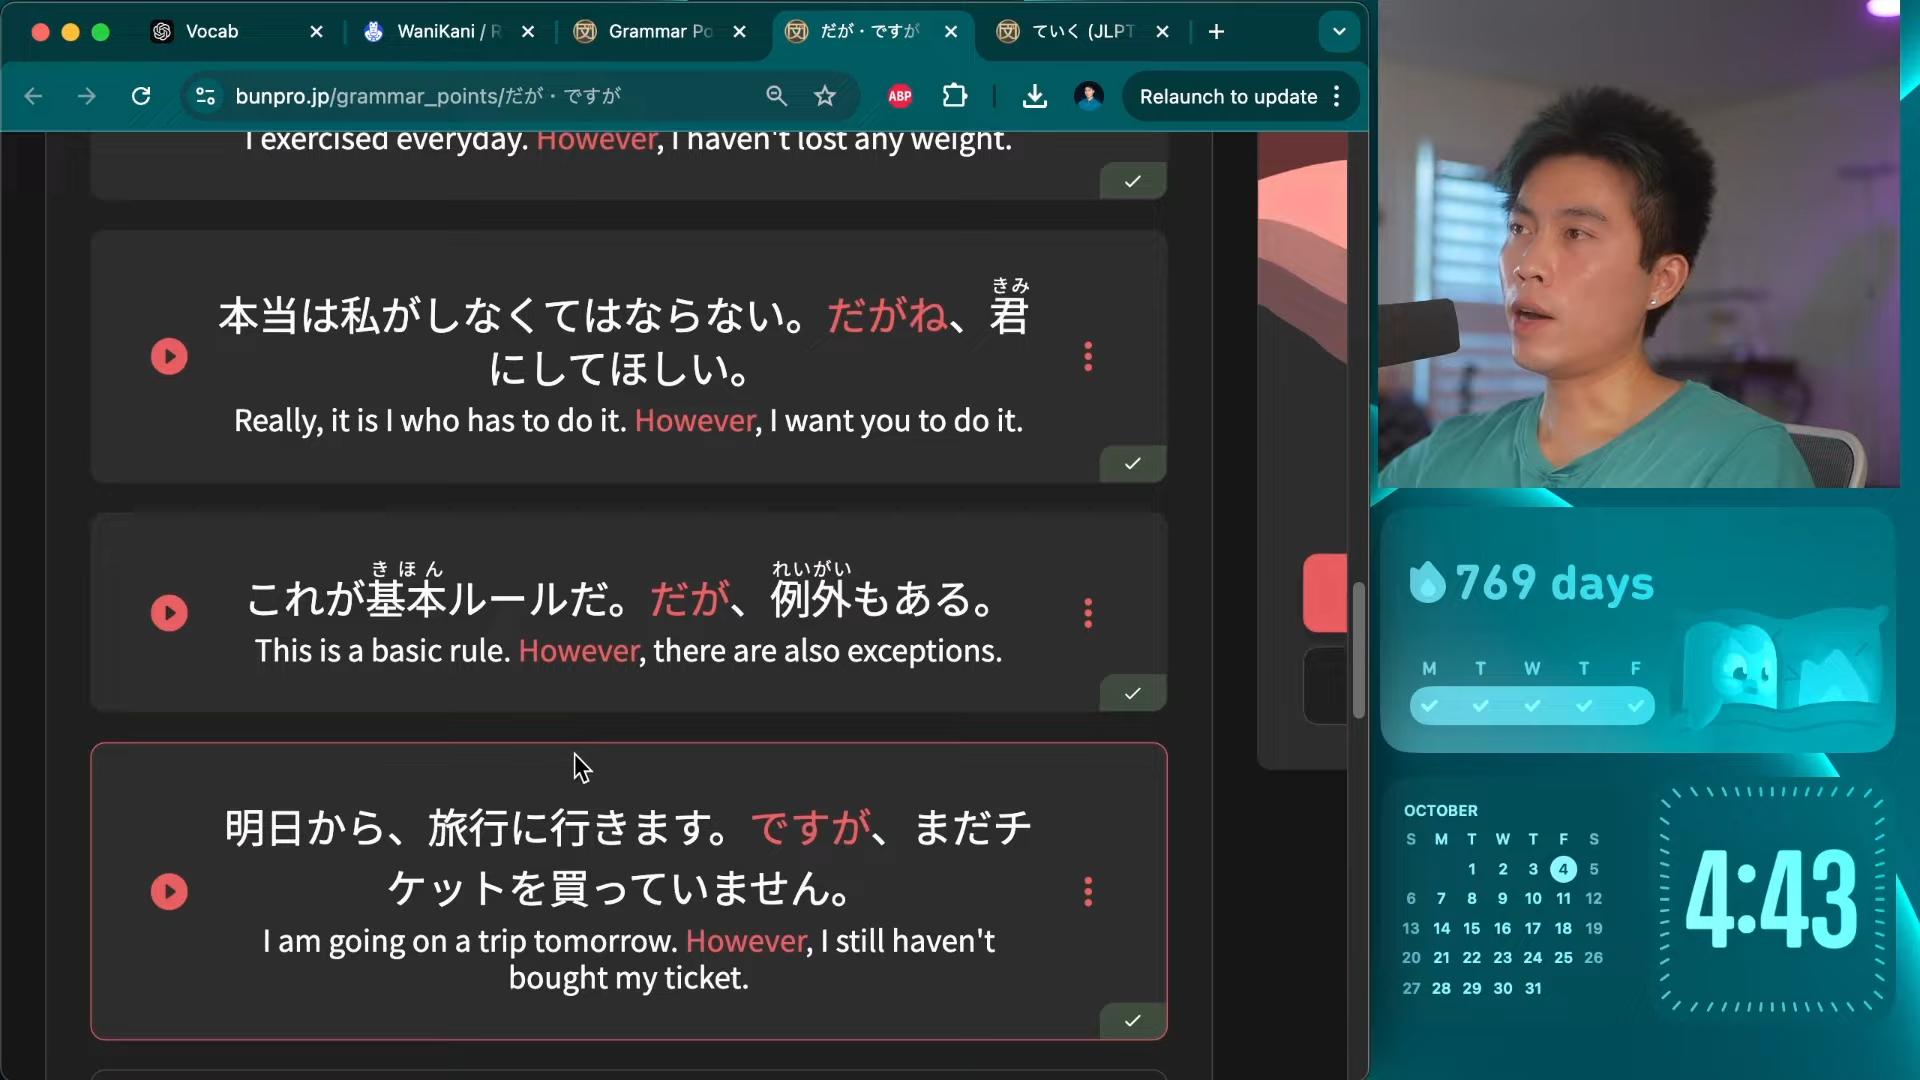 Vocab
WaniKani / R
Grammar Po
だが・ですが
ていく (JLPT
bunpro.jp/grammar_points/だが・ですが
ABP
Relaunch to update
I exercised everyday. However, I haven't lost any weight.
きみ
本当は私がしなくてはならない。だがね、君
にしてほしい。
Really, it is I who has to do it. However, I want you to do it.
きほん れいがい
これが基本ルールだ。だが、例外もある。
This is a basic rule. However, there are also exceptions.
明日から、旅行に行きます。ですが、まだチ
ケットを買っていません。
I am going on a trip tomorrow. However, I still haven't
bought my ticket.
769 days
M T W T F
OCTOBER
S M T W T F S
1 2 3 4 5
6 7 8 9 10 11 12
13 14 15 16 17 18 19
20 21 22 23 24 25 26
27 28 29 30 31
4:43